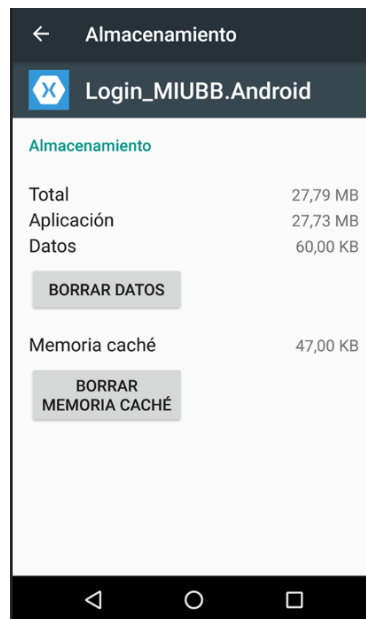 Almacenamiento
Login_MIUBB.Android
Almacenamiento
Total 27,79 MB
Aplicación 27,73 MB
Datos 60,00 KB
BORRAR DATOS
Memoria caché 47,00 KB
BORRAR
MEMORIA CACHÉ